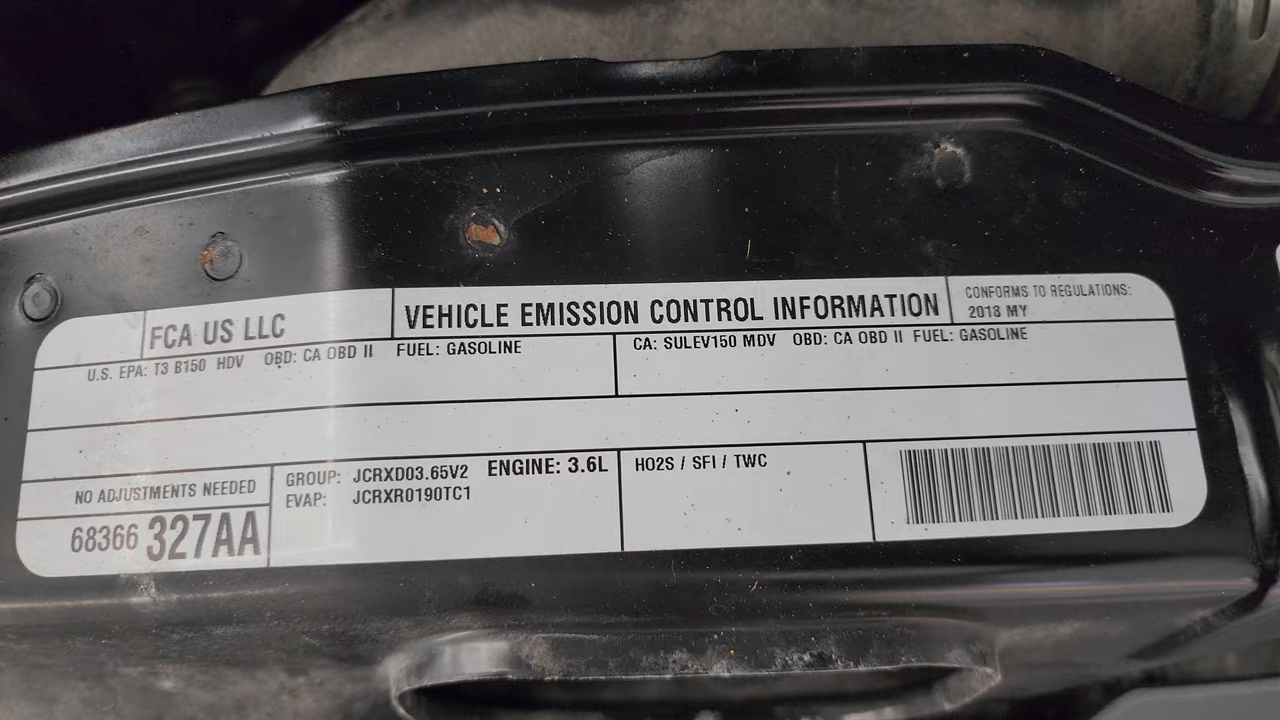 FCA US LLC
VEHICLE EMISSION CONTROL INFORMATION
CONFORMS TO REGULATIONS:
2018 MY
U.S. EPA: T3 B150 HDV OBD: CA OBD II FUEL: GASOLINE
CA: SULEV150 MDV OBD: CA OBD II FUEL: GASOLINE
NO ADJUSTMENTS NEEDED
68366 327AA
GROUP: JCRXD03.65V2 ENGINE: 3.6L
EVAP: JCRXR0190TC1
HO2S / SFI / TWC